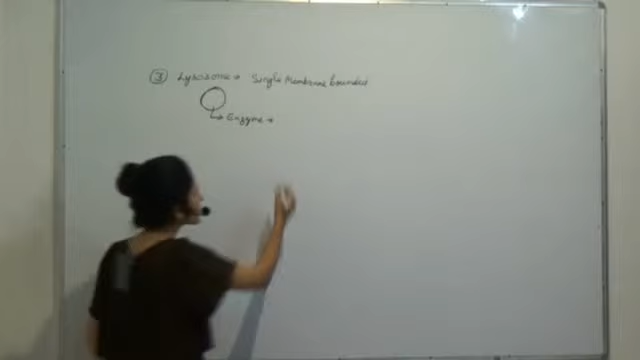 ③ Lysosome → Single Membrane bounded
↳ Enzyme →